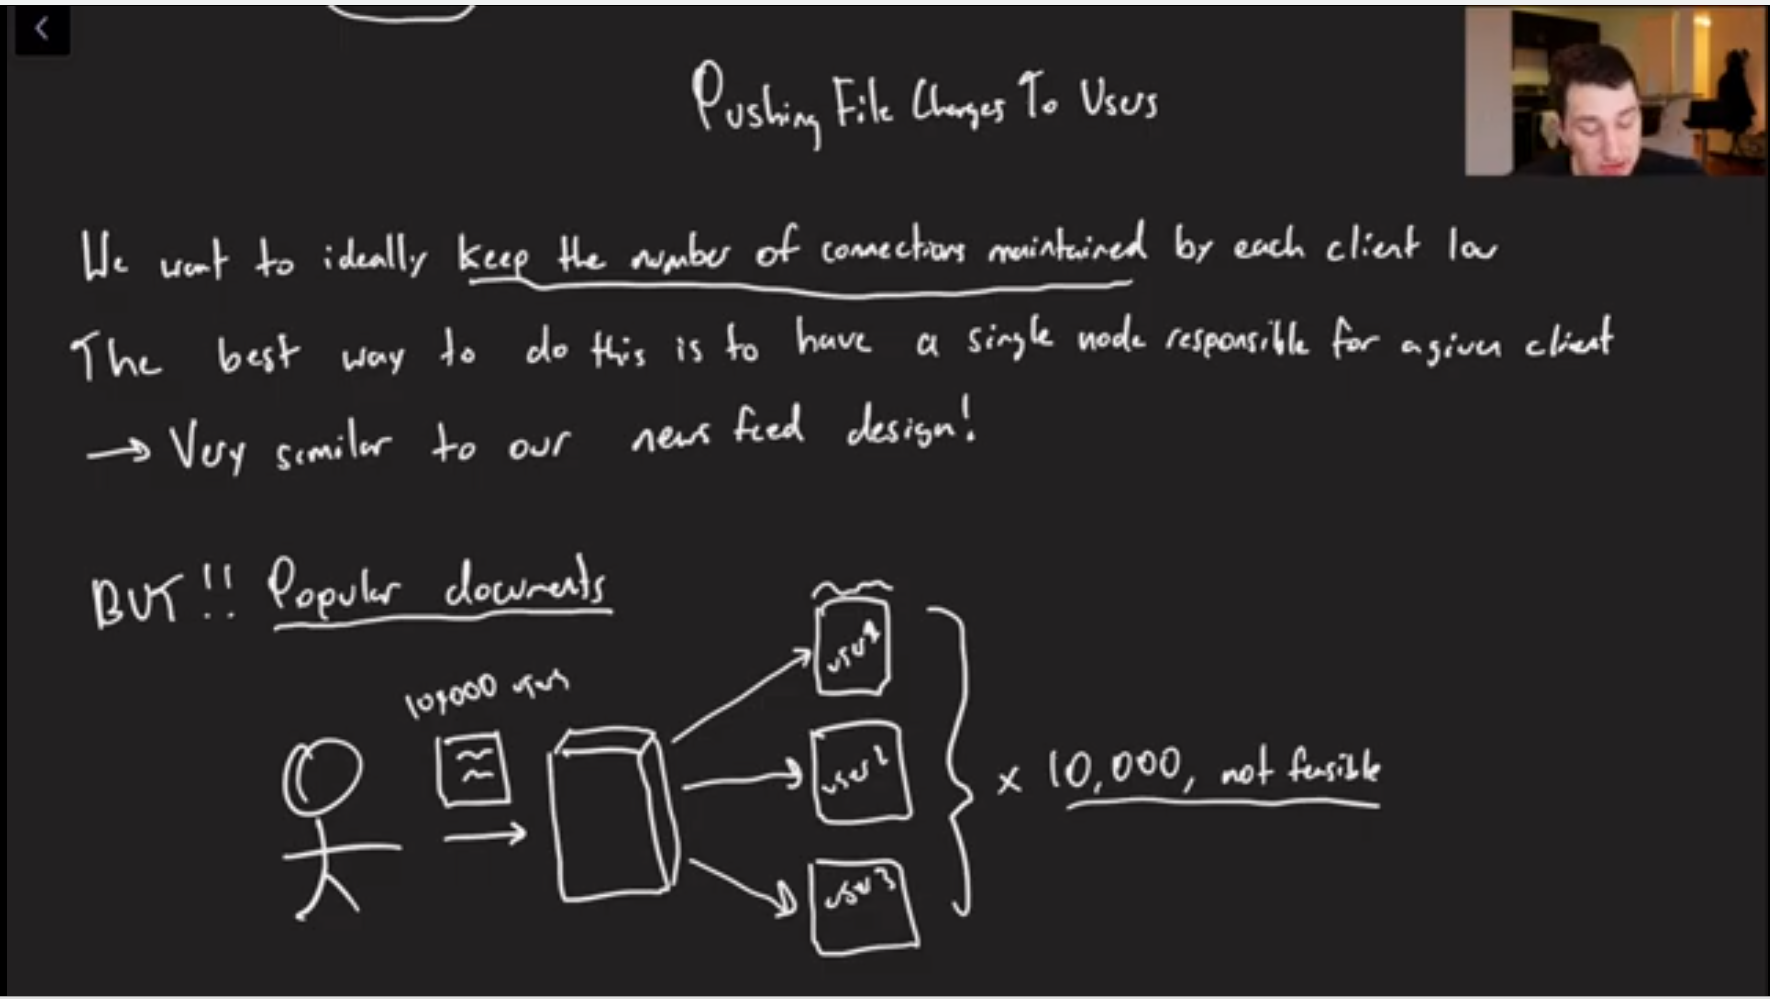 Pushing File Changes To Users
We want to ideally keep the number of connections maintained by each client low
The best way to do this is to have a single node responsible for a given client
→ Very similar to our news feed design!
BUT!! Popular documents
10,000 users
user 1
user 2
user 3
x 10,000, not feasible